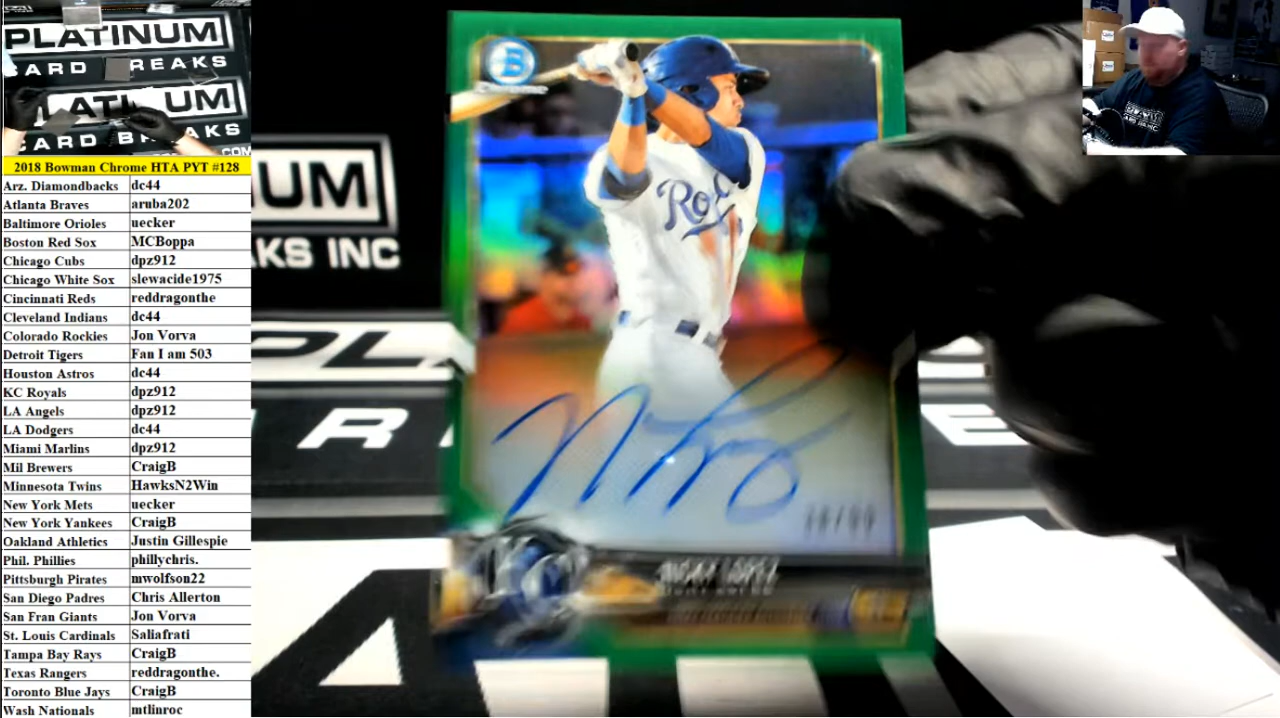 PLATINUM
CARD BREAKS
PLATINUM
CARD BREAKS
.COM
2018 Bowman Chrome HTA PYT #128
Arz. Diamondbacks dc44
Atlanta Braves aruba202
Baltimore Orioles uecker
Boston Red Sox MCBoppa
Chicago Cubs dpz912
Chicago White Sox slewacide1975
Cincinnati Reds reddragonthe
Cleveland Indians dc44
Colorado Rockies Jon Vorva
Detroit Tigers Fan I am 503
Houston Astros dc44
KC Royals dpz912
LA Angels dpz912
LA Dodgers dc44
Miami Marlins dpz912
Mil Brewers CraigB
Minnesota Twins HawksN2Win
New York Mets uecker
New York Yankees CraigB
Oakland Athletics Justin Gillespie
Phil. Phillies phillychris.
Pittsburgh Pirates mwolfson22
San Diego Padres Chris Allerton
San Fran Giants Jon Vorva
St. Louis Cardinals Saliafrati
Tampa Bay Rays CraigB
Texas Rangers reddragonthe.
Toronto Blue Jays CraigB
Wash Nationals mtlinroc
B
Chrome
Royals
NUM
KS INC